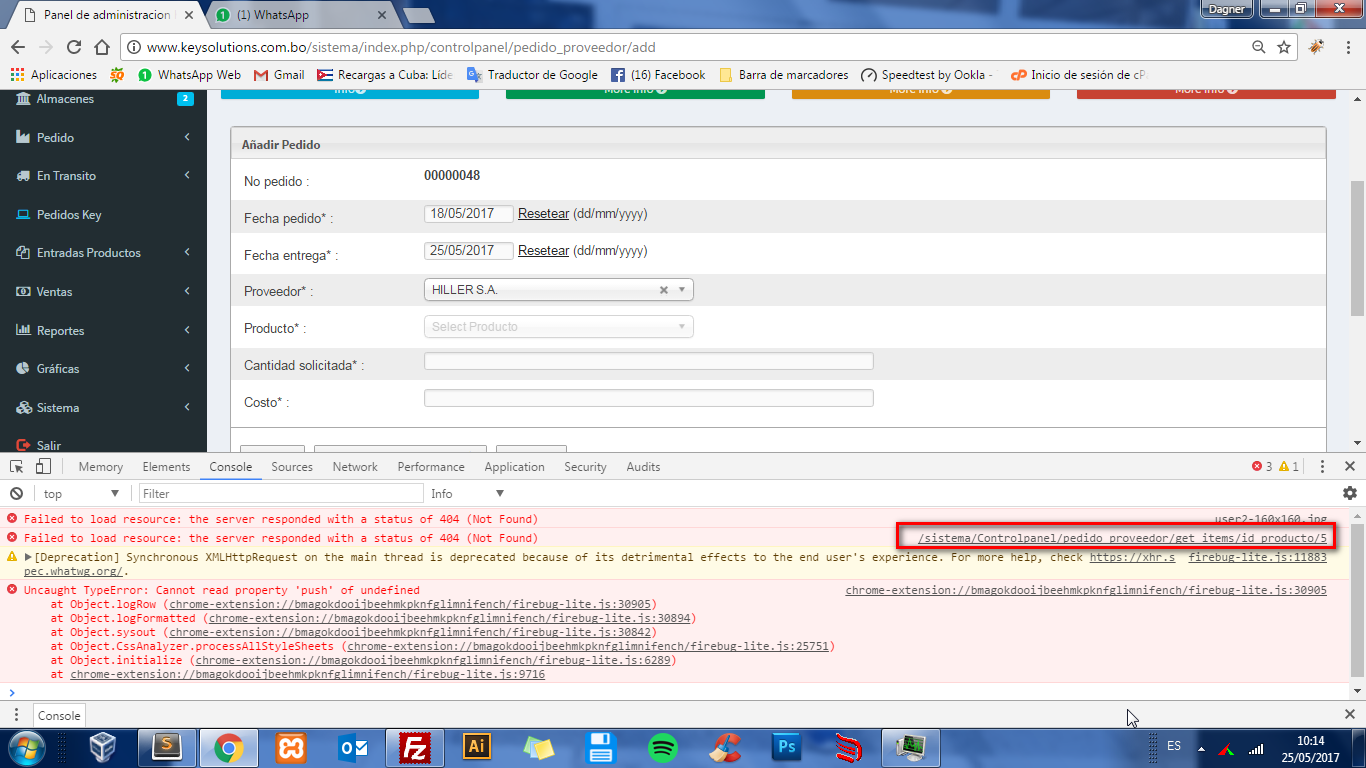 Panel de administracion
(1) WhatsApp
Dagner
www.keysolutions.com.bo/sistema/index.php/controlpanel/pedido_proveedor/add
Aplicaciones WhatsApp Web Gmail Recargas a Cuba: Líde Traductor de Google (16) Facebook Barra de marcadores Speedtest by Ookla - Inicio de sesión de cP
Almacenes 2
Info More info More info More info
Pedido
En Transito
Pedidos Key
Entradas Productos
Ventas
Reportes
Gráficas
Sistema
Salir
Añadir Pedido
No pedido : 00000048
Fecha pedido* : 18/05/2017 Resetear (dd/mm/yyyy)
Fecha entrega* : 25/05/2017 Resetear (dd/mm/yyyy)
Proveedor* : HILLER S.A.
Producto* : Select Producto
Cantidad solicitada* :
Costo* :
Memory Elements Console Sources Network Performance Application Security Audits 3 1
top Filter Info
Failed to load resource: the server responded with a status of 404 (Not Found) user2-160x160.jpg
Failed to load resource: the server responded with a status of 404 (Not Found) /sistema/Controlpanel/pedido_proveedor/get_items/id_producto/5
[Deprecation] Synchronous XMLHttpRequest on the main thread is deprecated because of its detrimental effects to the end user's experience. For more help, check https://xhr.s firebug-lite.js:11883
pec.whatwg.org/.
Uncaught TypeError: Cannot read property 'push' of undefined chrome-extension://bmagokdooijbeehmkpknfglimnifench/firebug-lite.js:30905
at Object.logRow (chrome-extension://bmagokdooijbeehmkpknfglimnifench/firebug-lite.js:30905)
at Object.logFormatted (chrome-extension://bmagokdooijbeehmkpknfglimnifench/firebug-lite.js:30894)
at Object.sysout (chrome-extension://bmagokdooijbeehmkpknfglimnifench/firebug-lite.js:30842)
at Object.CssAnalyzer.processAllStyleSheets (chrome-extension://bmagokdooijbeehmkpknfglimnifench/firebug-lite.js:25751)
at Object.initialize (chrome-extension://bmagokdooijbeehmkpknfglimnifench/firebug-lite.js:6289)
at chrome-extension://bmagokdooijbeehmkpknfglimnifench/firebug-lite.js:9716
Console
Ai
Ps
ES
10:14
25/05/2017